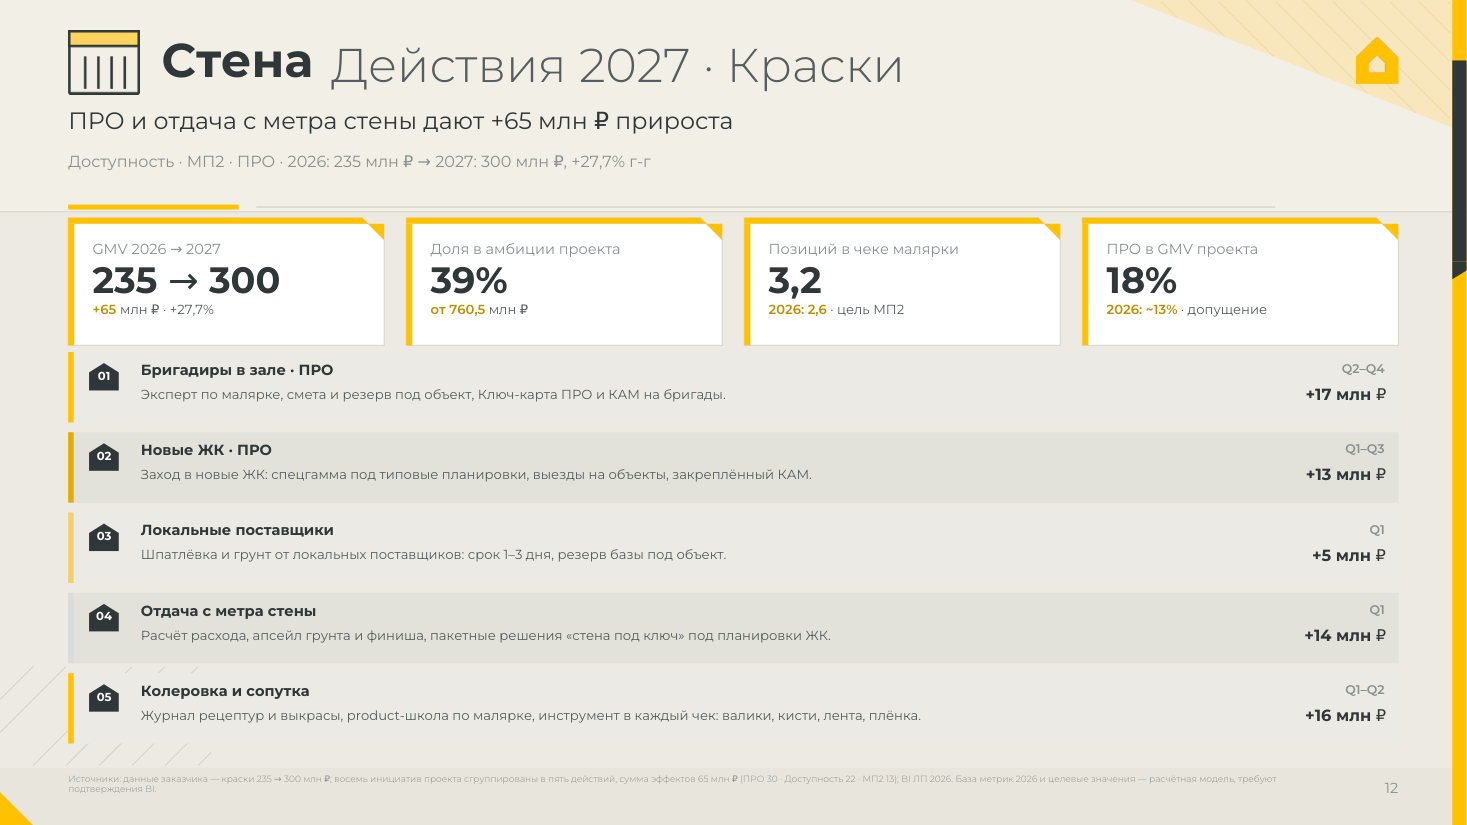 Стена Действия 2027 · Краски
ПРО и отдача с метра стены дают +65 млн ₽ прироста
Доступность · МП2 · ПРО · 2026: 235 млн ₽ → 2027: 300 млн ₽, +27,7% г-г
GMV 2026 → 2027
235 → 300
+65 млн ₽ · +27,7%
Доля в амбиции проекта
39%
от 760,5 млн ₽
Позиций в чеке малярки
3,2
2026: 2,6 · цель МП2
ПРО в GMV проекта
18%
2026: ~13% · допущение
01
Бригадиры в зале · ПРО
Эксперт по малярке, смета и резерв под объект, Ключ-карта ПРО и КАМ на бригады.
Q2–Q4
+17 млн ₽
02
Новые ЖК · ПРО
Заход в новые ЖК: спецгамма под типовые планировки, выезды на объекты, закреплённый КАМ.
Q1–Q3
+13 млн ₽
03
Локальные поставщики
Шпатлёвка и грунт от локальных поставщиков: срок 1–3 дня, резерв базы под объект.
Q1
+5 млн ₽
04
Отдача с метра стены
Расчёт расхода, апсейл грунта и финиша, пакетные решения «стена под ключ» под планировки ЖК.
Q1
+14 млн ₽
05
Колеровка и сопутка
Журнал рецептур и выкрасы, product-школа по малярке, инструмент в каждый чек: валики, кисти, лента, плёнка.
Q1–Q2
+16 млн ₽
Источники: данные заказчика — краски 235 → 300 млн ₽, восемь инициатив проекта сгруппированы в пять действий, сумма эффектов 65 млн ₽ (ПРО 30 · Доступность 22 · МП2 13); BI ЛП 2026. База метрик 2026 и целевые значения — расчётная модель, требуют
подтверждения BI.
12